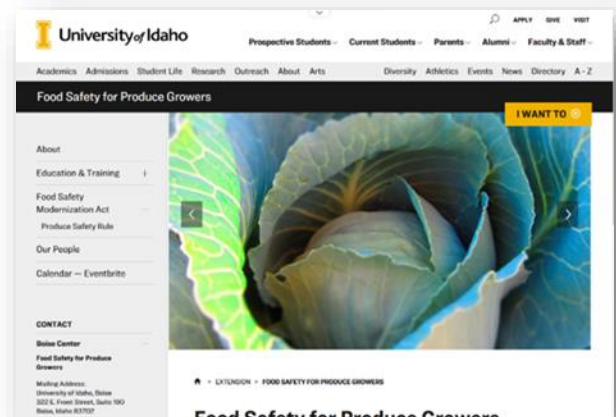 APPLY GIVE VISIT
I University of Idaho
Prospective Students Current Students Parents Alumni Faculty & Staff
Academics Admissions Student Life Research Outreach About Arts Diversity Athletics Events News Directory A - Z
Food Safety for Produce Growers
I WANT TO
About
Education & Training +
Food Safety
Modernization Act
Produce Safety Rule
Our People
Calendar — Eventbrite
CONTACT
Boise Center
Food Safety for Produce
Growers
Mailing Address:
University of Idaho, Boise
322 E. Front Street, Suite 190
Boise, Idaho 83702
> EXTENSION > FOOD SAFETY FOR PRODUCE GROWERS
Food Safety for Produce Growers